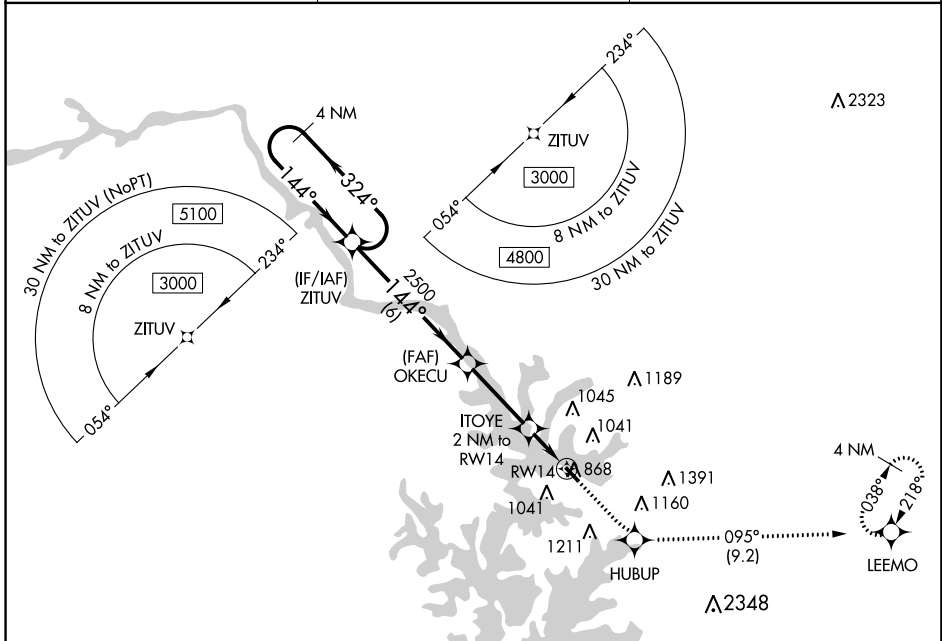 234°
2323
4 NM
ZITUV
3000
144°
324°
30 NM to ZITUV (NoPT)
5100
8 NM to ZITUV
054°
8 NM to ZITUV
234°
4800
30 NM to ZITUV
3000
(IF/IAF)
ZITUV
2500
144°
(6)
ZITUV
(FAF)
OKECU
054°
1189
1045
ITOYE
2 NM to
RW14
1041
4 NM
RW14
868
1391
038°
218°
1041
1160
1211
095°
(9.2)
HUBUP
LEEMO
2348